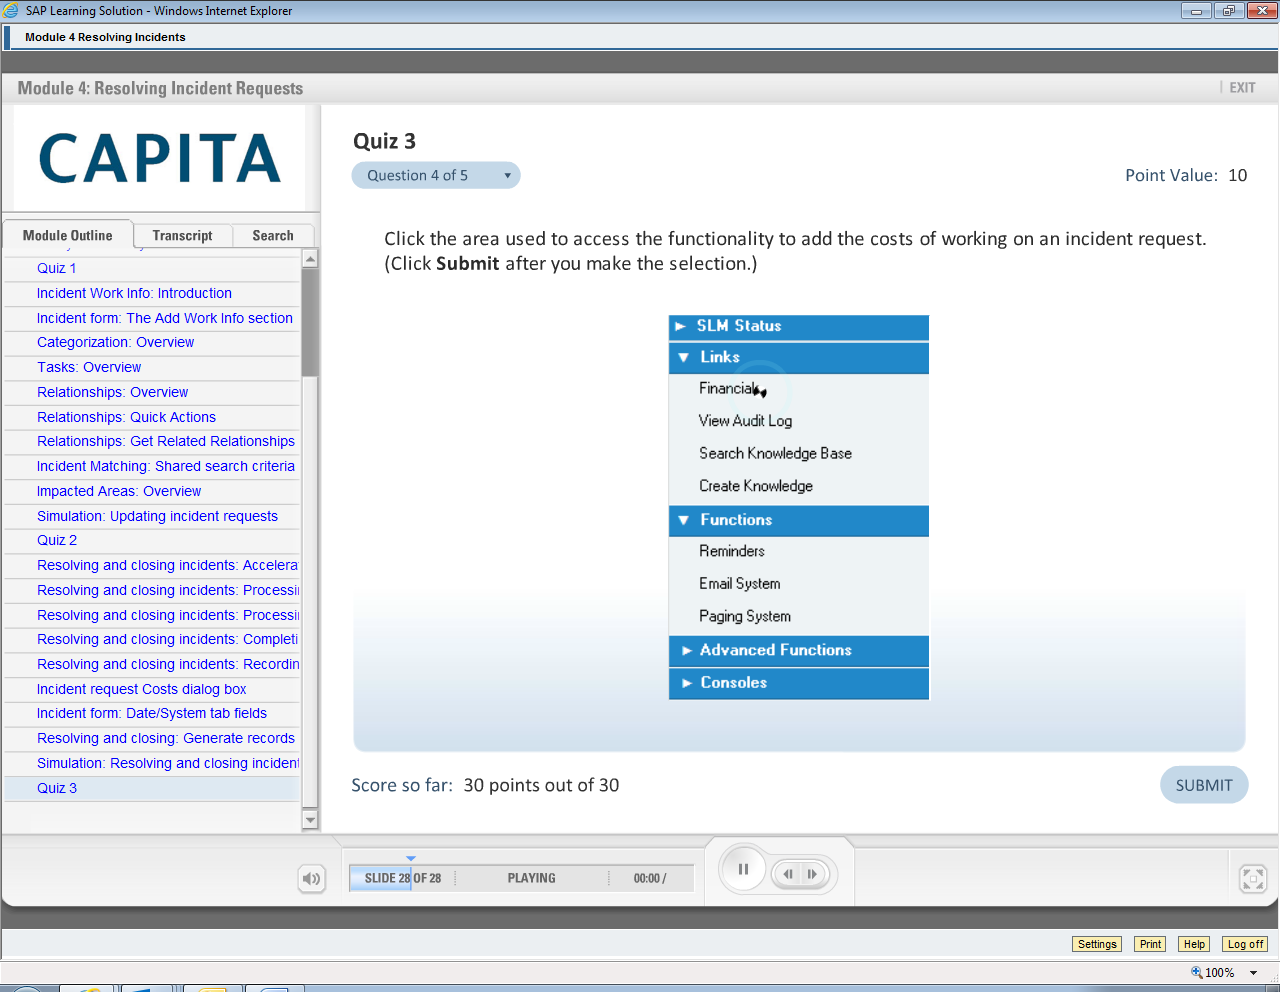 SAP Learning Solution - Windows Internet Explorer
Module 4 Resolving Incidents
Module 4: Resolving Incident Requests
EXIT
CAPITA
Module Outline
Transcript
Search
Quiz 1
Incident Work Info: Introduction
Incident form: The Add Work Info section
Categorization: Overview
Tasks: Overview
Relationships: Overview
Relationships: Quick Actions
Relationships: Get Related Relationships
Incident Matching: Shared search criteria
Impacted Areas: Overview
Simulation: Updating incident requests
Quiz 2
Resolving and closing incidents: Accelera
Resolving and closing incidents: Processi
Resolving and closing incidents: Processi
Resolving and closing incidents: Completi
Resolving and closing incidents: Recordin
Incident request Costs dialog box
Incident form: Date/System tab fields
Resolving and closing: Generate records
Simulation: Resolving and closing incident
Quiz 3
Quiz 3
Question 4 of 5
Point Value: 10
Click the area used to access the functionality to add the costs of working on an incident request.
(Click Submit after you make the selection.)
SLM Status
Links
Financials
View Audit Log
Search Knowledge Base
Create Knowledge
Functions
Reminders
Email System
Paging System
Advanced Functions
Consoles
Score so far: 30 points out of 30
SUBMIT
SLIDE 28 OF 28
PLAYING
00:00 /
Settings
Print
Help
Log off
100%